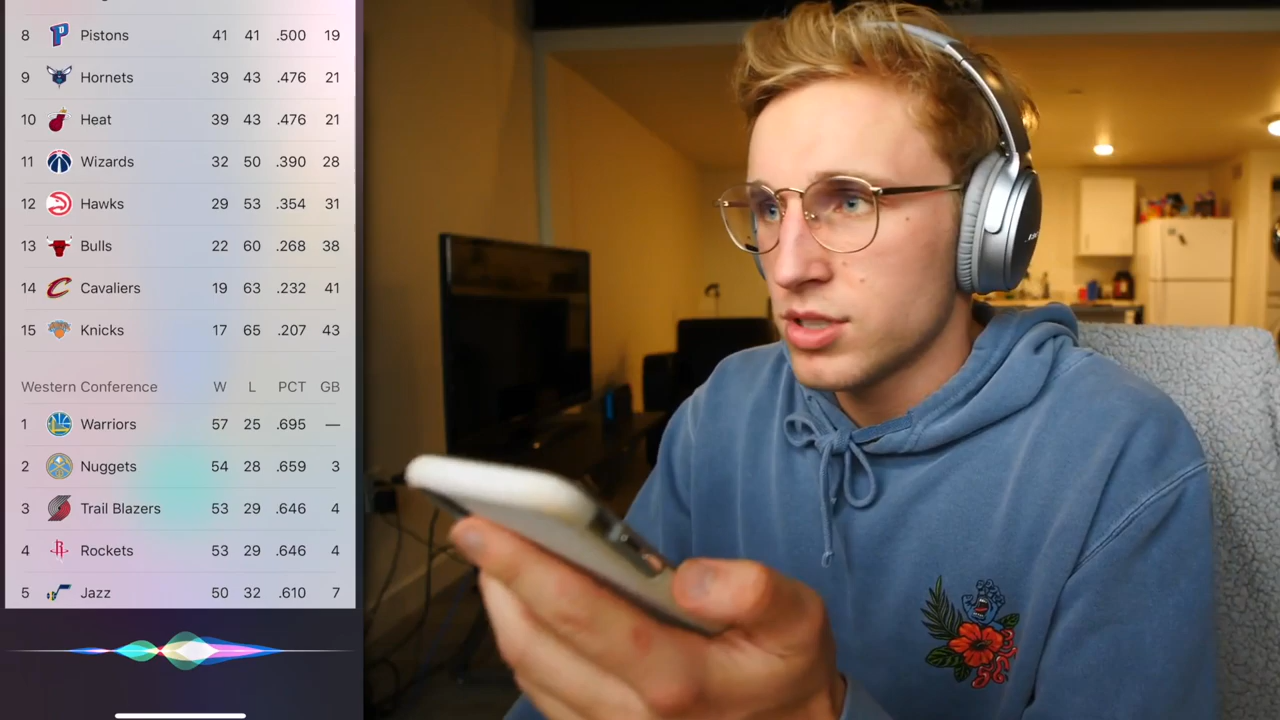 8 Pistons 41 41 .500 19
9 Hornets 39 43 .476 21
10 Heat 39 43 .476 21
11 Wizards 32 50 .390 28
12 Hawks 29 53 .354 31
13 Bulls 22 60 .268 38
14 Cavaliers 19 63 .232 41
15 Knicks 17 65 .207 43
Western Conference W L PCT GB
1 Warriors 57 25 .695 —
2 Nuggets 54 28 .659 3
3 Trail Blazers 53 29 .646 4
4 Rockets 53 29 .646 4
5 Jazz 50 32 .610 7